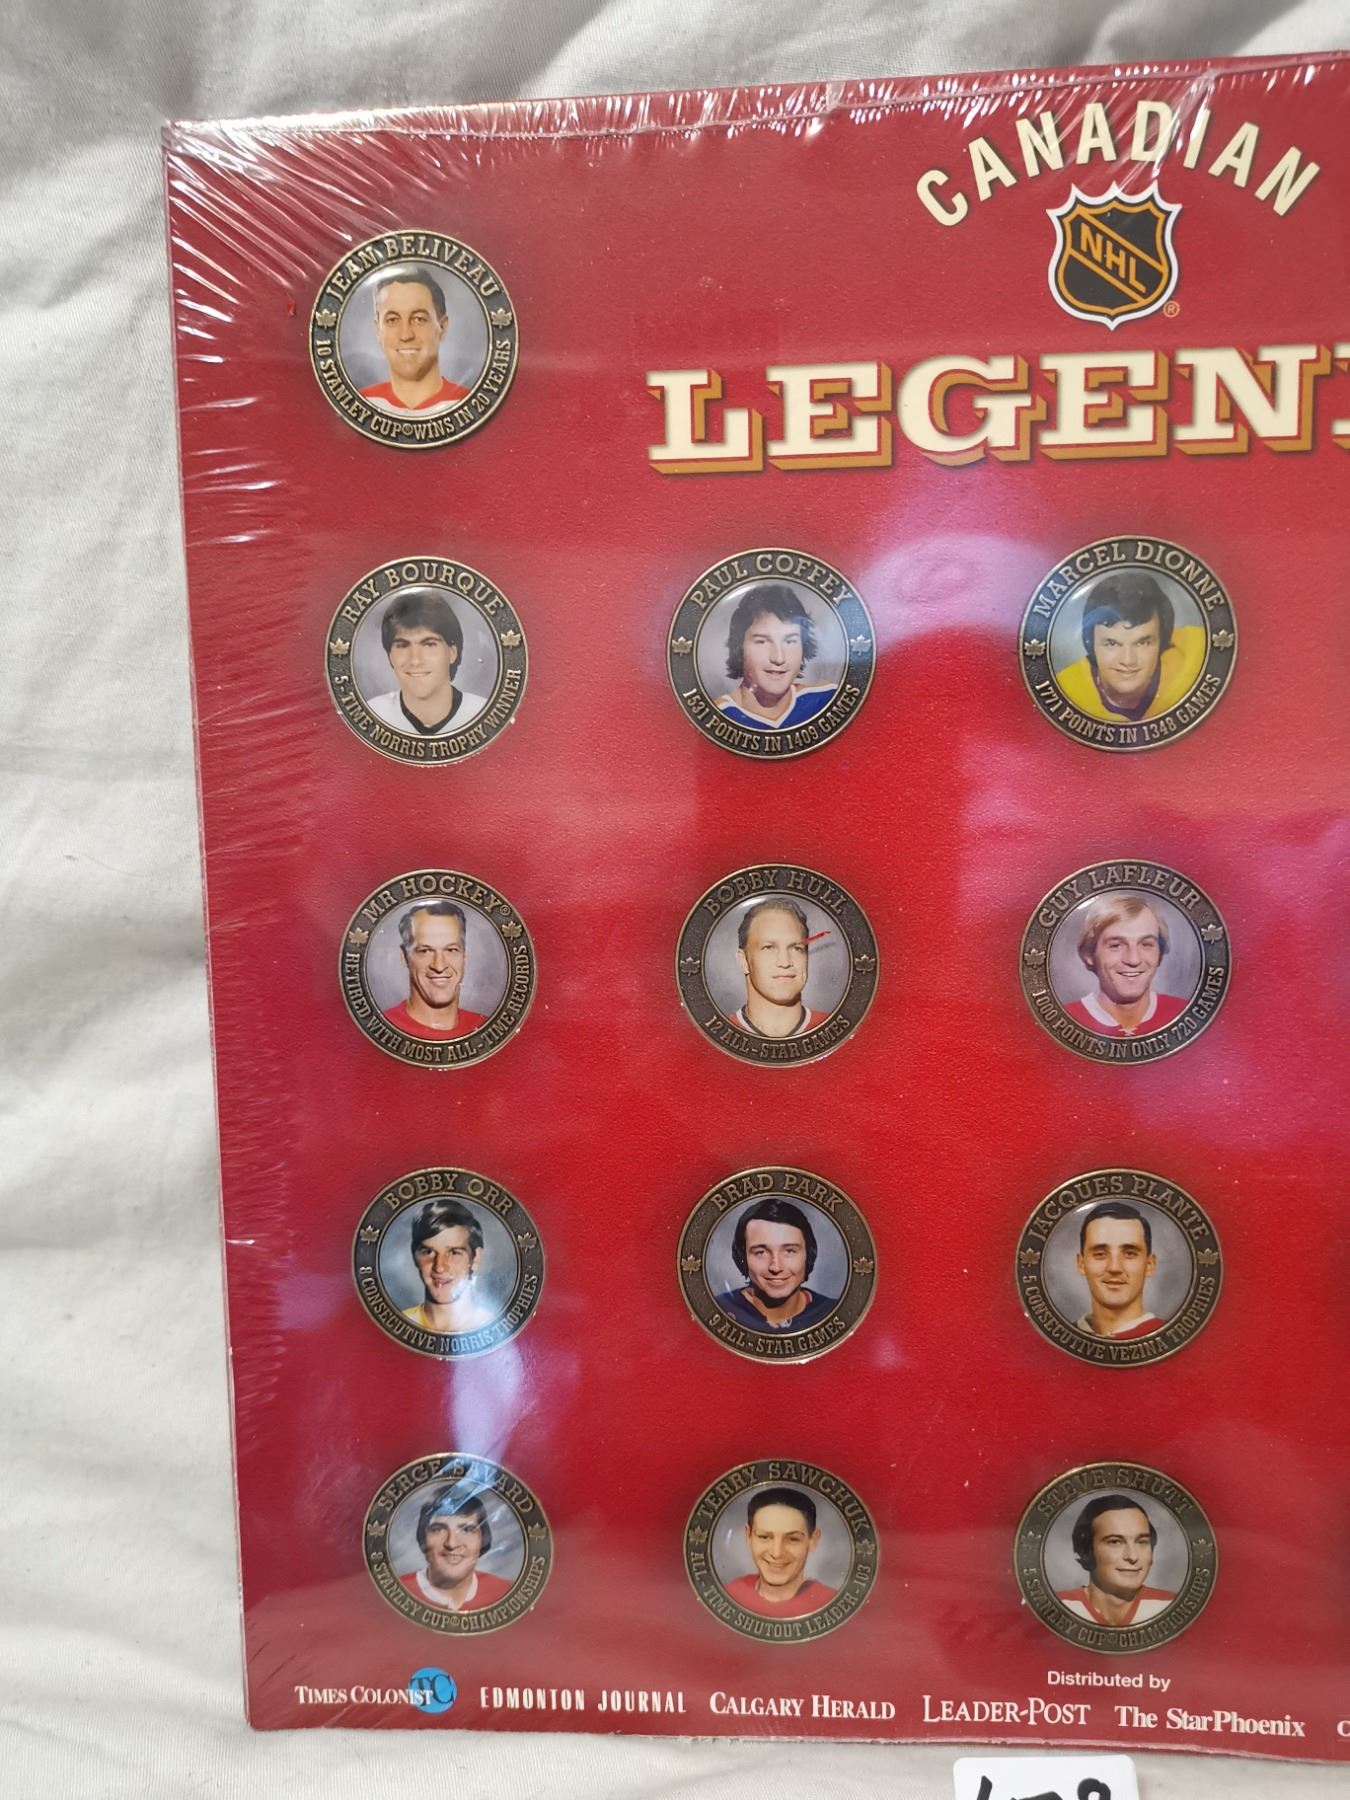 CANADIAN
NHL
®
LEGEN
JEAN BELIVEAU
10 STANLEY CUP® WINS IN 20 YEARS
RAY BOURQUE
5-TIME NORRIS TROPHY WINNER
PAUL COFFEY
1531 POINTS IN 1409 GAMES
MARCEL DIONNE
1771 POINTS IN 1348 GAMES
MR HOCKEY®
RETIRED WITH MOST ALL-TIME RECORDS
BOBBY HULL
12 ALL-STAR GAMES
GUY LAFLEUR
1000 POINTS IN ONLY 720 GAMES
BOBBY ORR
8 CONSECUTIVE NORRIS TROPHIES
BRAD PARK
9 ALL-STAR GAMES
JACQUES PLANTE
5 CONSECUTIVE VEZINA TROPHIES
SERGE SAVARD
8 STANLEY CUP® CHAMPIONSHIPS
TERRY SAWCHUK
ALL-TIME SHUTOUT LEADER-103
STEVE SHUTT
5 STANLEY CUP® CHAMPIONSHIPS
Distributed by
TIMES COLONIST TC EDMONTON JOURNAL CALGARY HERALD LEADER-POST The StarPhoenix